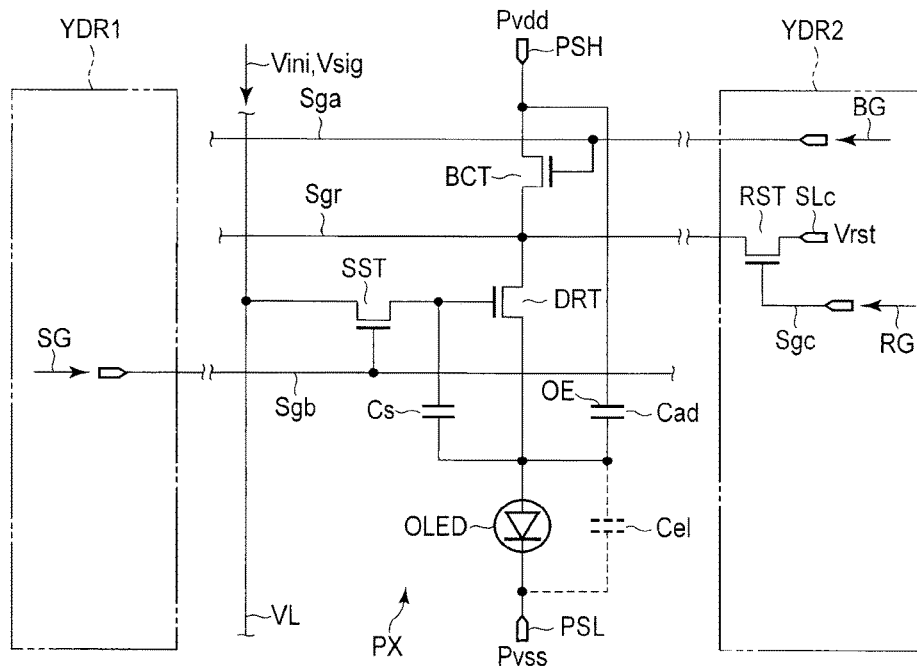 YDR1
Pvdd
PSH
YDR2
Vini,Vsig
Sga
BG
BCT
Sgr
RST
SLc
Vrst
SST
DRT
SG
Sgc
RG
Sgb
Cs
OE
Cad
OLED
Cel
VL
PX
PSL
Pvss